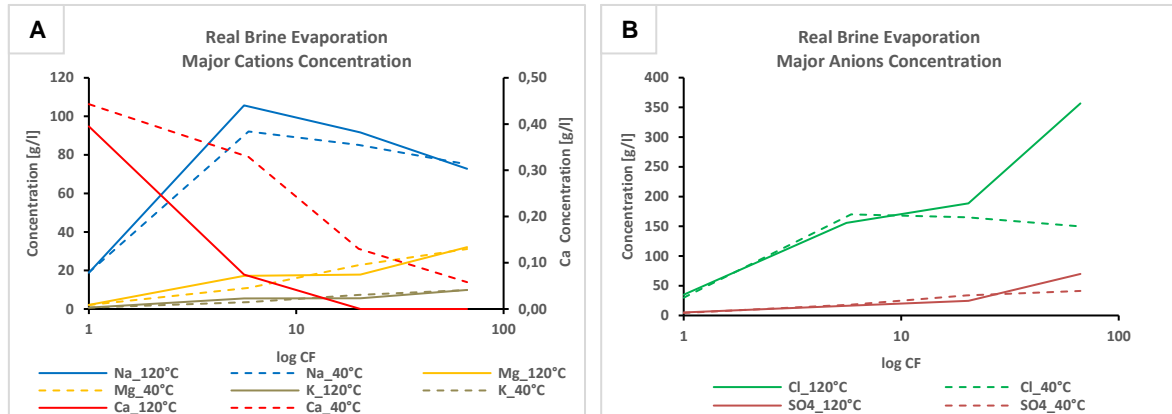 A
Real Brine Evaporation
Major Cations Concentration
120
100
80
60
40
20
0
Concentration [g/l]
0,50
0,40
0,30
0,20
0,10
0,00
Ca Concentration [g/l]
1
10
100
log CF
Na_120°C
Na_40°C
Mg_120°C
Mg_40°C
K_120°C
K_40°C
Ca_120°C
Ca_40°C
B
Real Brine Evaporation
Major Anions Concentration
400
350
300
250
200
150
100
50
0
Concentration [g/l]
1
10
100
log CF
Cl_120°C
Cl_40°C
SO4_120°C
SO4_40°C